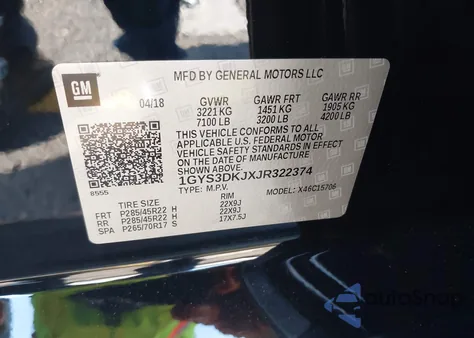 GM
MFD BY GENERAL MOTORS LLC
04/18 GVWR GAWR FRT GAWR RR
3221 KG 1451 KG 1905 KG
7100 LB 3200 LB 4200 LB
THIS VEHICLE CONFORMS TO ALL
APPLICABLE U.S. FEDERAL MOTOR
VEHICLE SAFETY STANDARDS IN
EFFECT ON THE DATE OF MANUFACTURE
SHOWN ABOVE.
1GYS3DKJXJR322374
TYPE: M.P.V. MODEL: X46C15706
8555
TIRE SIZE RIM
FRT P285/45R22 H 22X9J
RR P285/45R22 H 22X9J
SPA P265/70R17 S 17X7.5J
autoSnap